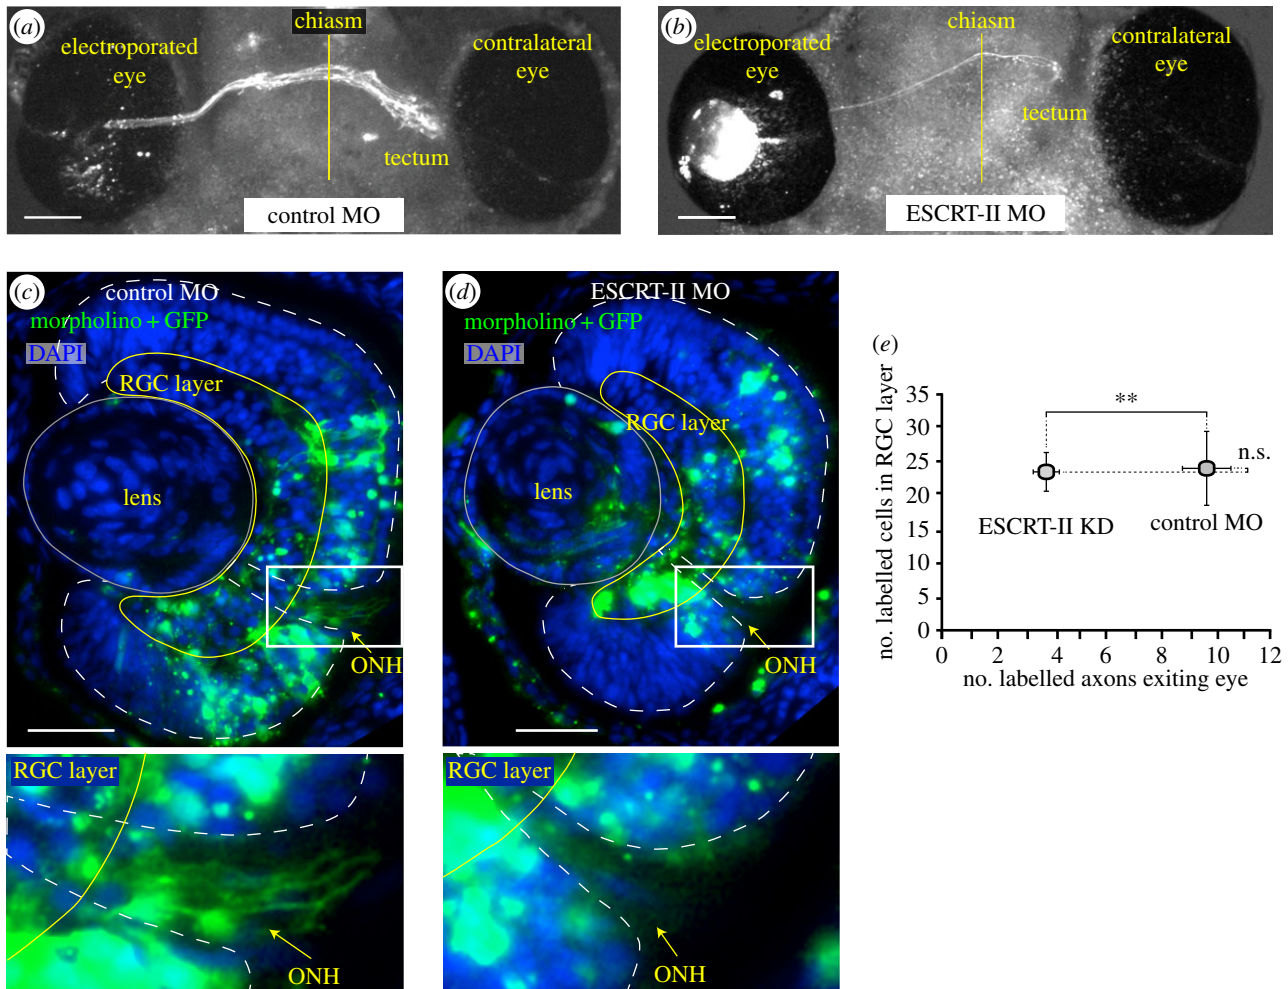 (a)
chiasm
electroporated
eye
contralateral
eye
tectum
control MO
(b)
chiasm
electroporated
eye
contralateral
eye
tectum
ESCRT-II MO
(c)
control MO
morpholino + GFP
DAPI
RGC layer
lens
ONH
(d)
ESCRT-II MO
morpholino + GFP
DAPI
RGC layer
lens
ONH
RGC layer
ONH
RGC layer
ONH
(e)
no. labelled cells in RGC layer
35
30
25
20
15
10
5
0
**
n.s.
ESCRT-II KD
control MO
0 2 4 6 8 10 12
no. labelled axons exiting eye